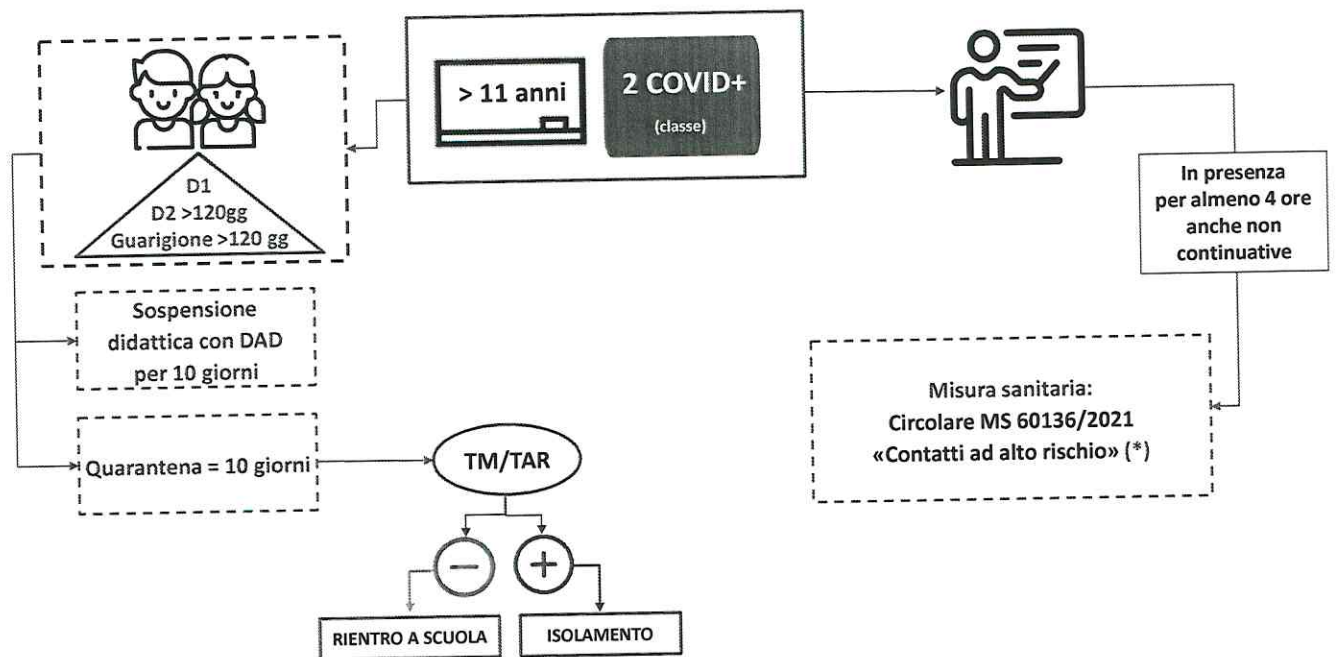 > 11 anni
2 COVID+
(classe)
D1
D2 >120gg
Guarigione >120 gg
In presenza
per almeno 4 ore
anche non
continuative
Sospensione
didattica con DAD
per 10 giorni
Misura sanitaria:
Circolare MS 60136/2021
«Contatti ad alto rischio» (*)
Quarantena = 10 giorni
TM/TAR
−
+
RIENTRO A SCUOLA
ISOLAMENTO